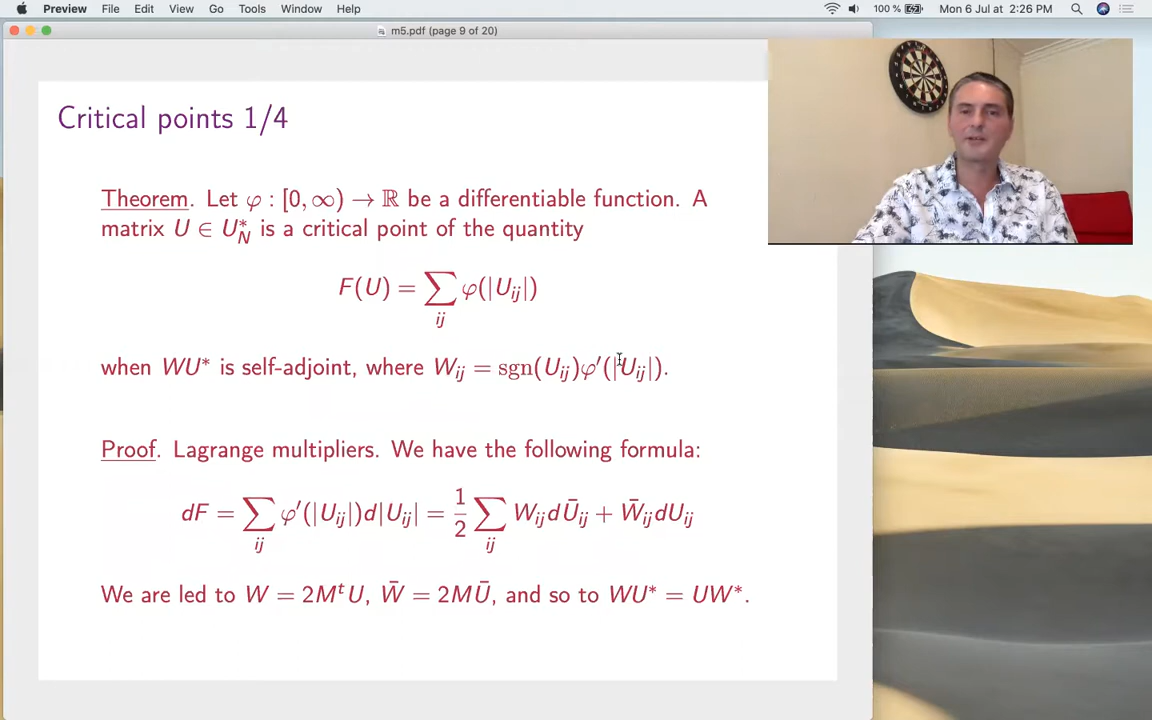 Preview File Edit View Go Tools Window Help 100 % Mon 6 Jul at 2:26 PM
m5.pdf (page 9 of 20)
Critical points 1/4
Theorem. Let φ : [0, ∞) → ℝ be a differentiable function. A
matrix U ∈ U*_N is a critical point of the quantity
F(U) = ∑_{ij} φ(|U_{ij}|)
when WU* is self-adjoint, where W_{ij} = sgn(U_{ij})φ′(|U_{ij}|).
Proof. Lagrange multipliers. We have the following formula:
dF = ∑_{ij} φ′(|U_{ij}|)d|U_{ij}| = 1/2 ∑_{ij} W_{ij}dŪ_{ij} + W̄_{ij}dU_{ij}
We are led to W = 2M^tU, W̄ = 2MŪ, and so to WU* = UW*.